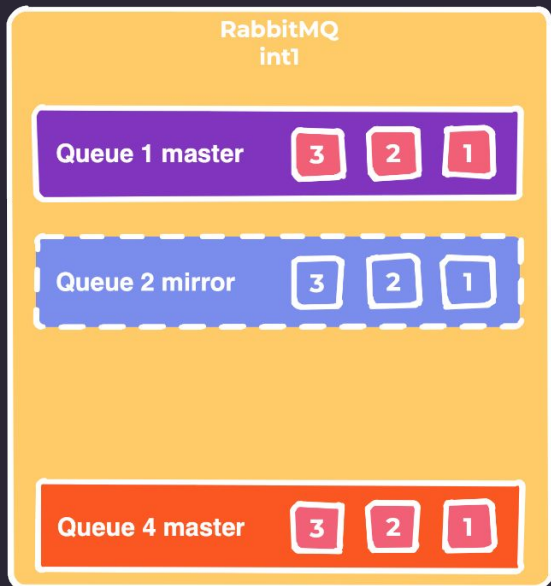 RabbitMQ
int1
Queue 1 master 3 2 1
Queue 2 mirror 3 2 1
Queue 4 master 3 2 1